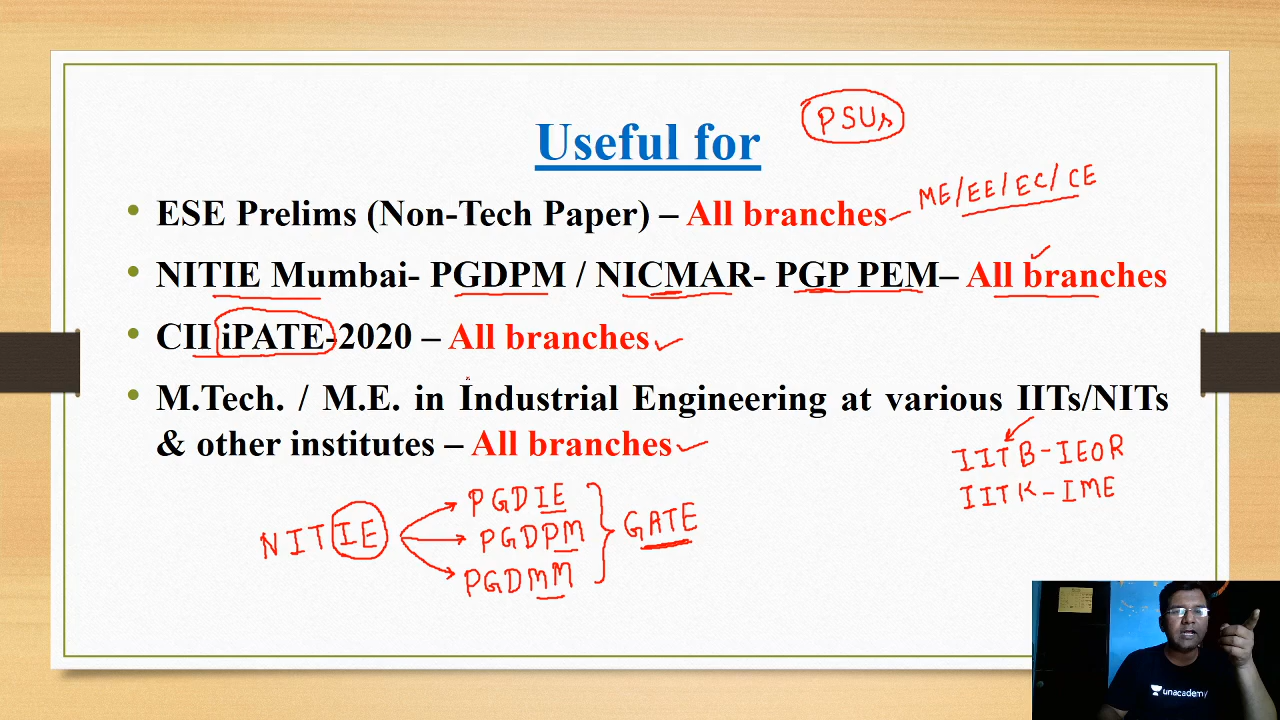 PSUs
Useful for
ME/EE/EC/CE
• ESE Prelims (Non-Tech Paper) – All branches
• NITIE Mumbai- PGDPM / NICMAR- PGP PEM– All branches
• CII iPATE-2020 – All branches
• M.Tech. / M.E. in Industrial Engineering at various IITs/NITs
& other institutes – All branches
IITB-IEOR
IITK-IME
PGDIE
NITIE PGDPM GATE
PGDMM
unacademy